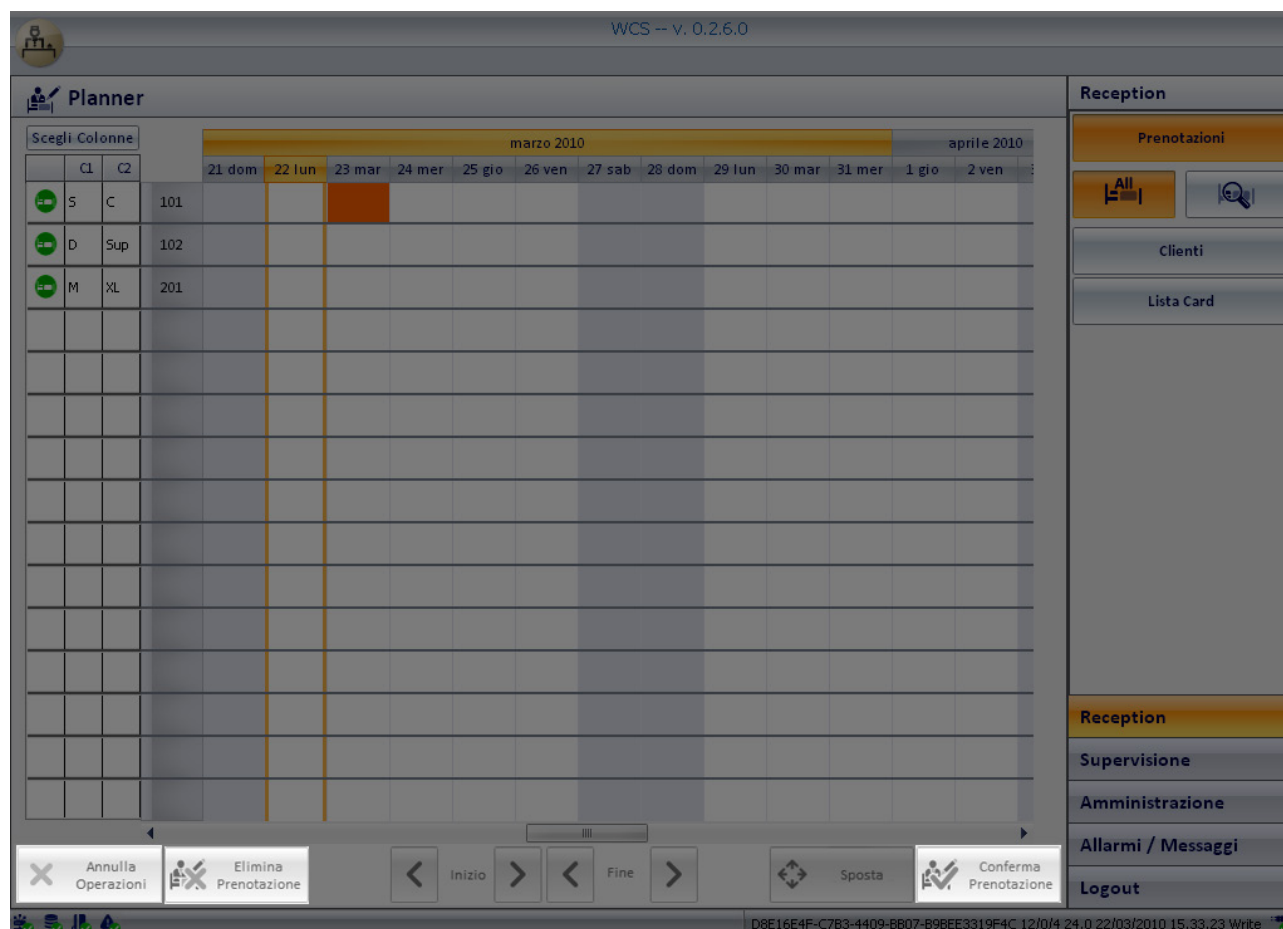 WCS -- v. 0.2.6.0
Planner
Reception
Scegli Colonne
marzo 2010 aprile 2010
Prenotazioni
C1 C2 21 dom 22 lun 23 mar 24 mer 25 gio 26 ven 27 sab 28 dom 29 lun 30 mar 31 mer 1 gio 2 ven
All
S C 101
D Sup 102
Clienti
M XL 201
Lista Card
Reception
Supervisione
Amministrazione
Allarmi / Messaggi
Annulla
Operazioni
Elimina
Prenotazione
Inizio
Fine
Sposta
Conferma
Prenotazione
Logout
D8E16E4F-C7B3-4409-BB07-B9BEE3319F4C 12/0/4 24.0 22/03/2010 15.33.23 Write